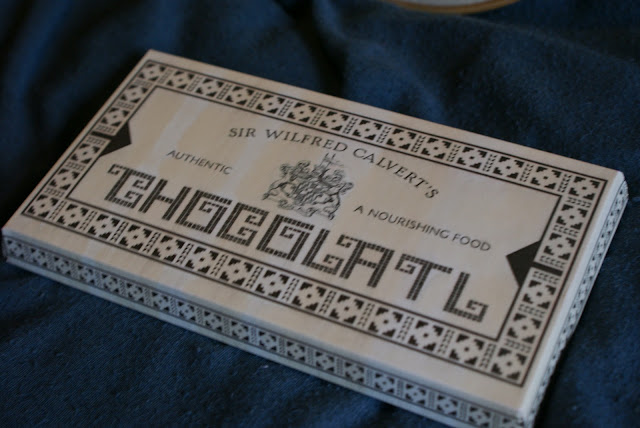 SIR WILFRED CALVERT'S
AUTHENTIC
A NOURISHING FOOD
CHOCOLATL